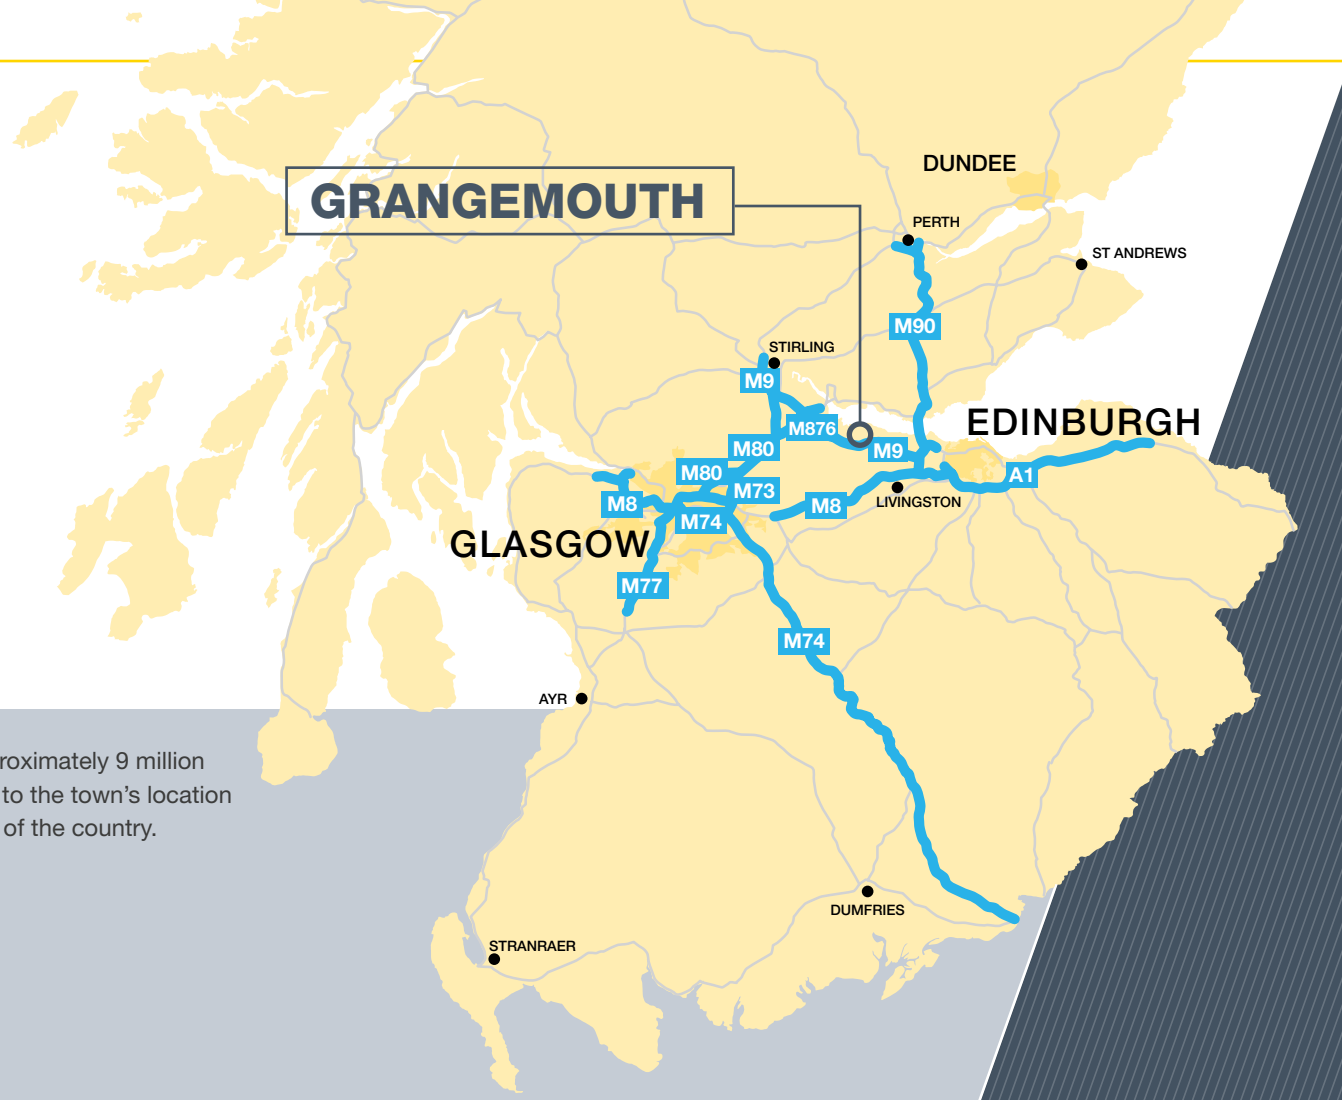 DUNDEE
GRANGEMOUTH
PERTH
ST ANDREWS
M90
STIRLING
M9
EDINBURGH
M876
M80
M9
M80
A1
M73
M8
M8
LIVINGSTON
M74
GLASGOW
M77
M74
AYR
roximately 9 million
to the town’s location
of the country.
DUMFRIES
STRANRAER